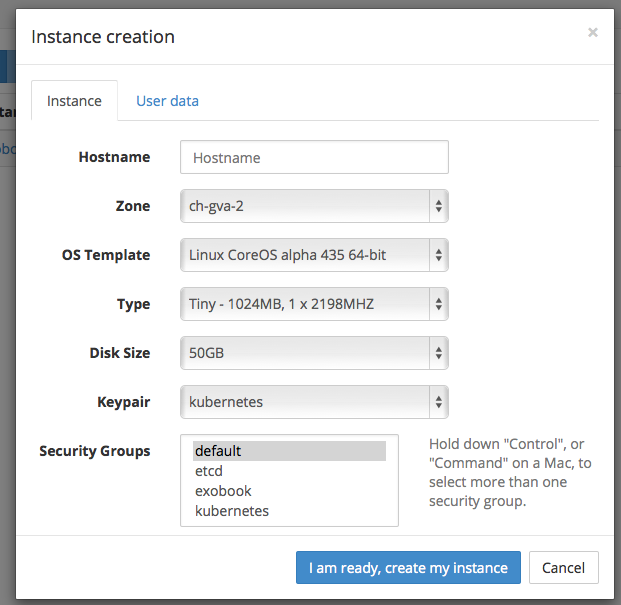 Instance creation
×
Instance
User data
Hostname
Hostname
Zone
ch-gva-2
OS Template
Linux CoreOS alpha 435 64-bit
Type
Tiny - 1024MB, 1 x 2198MHZ
Disk Size
50GB
Keypair
kubernetes
Security Groups
default
etcd
exobook
kubernetes
Hold down "Control", or
"Command" on a Mac, to
select more than one
security group.
I am ready, create my instance
Cancel